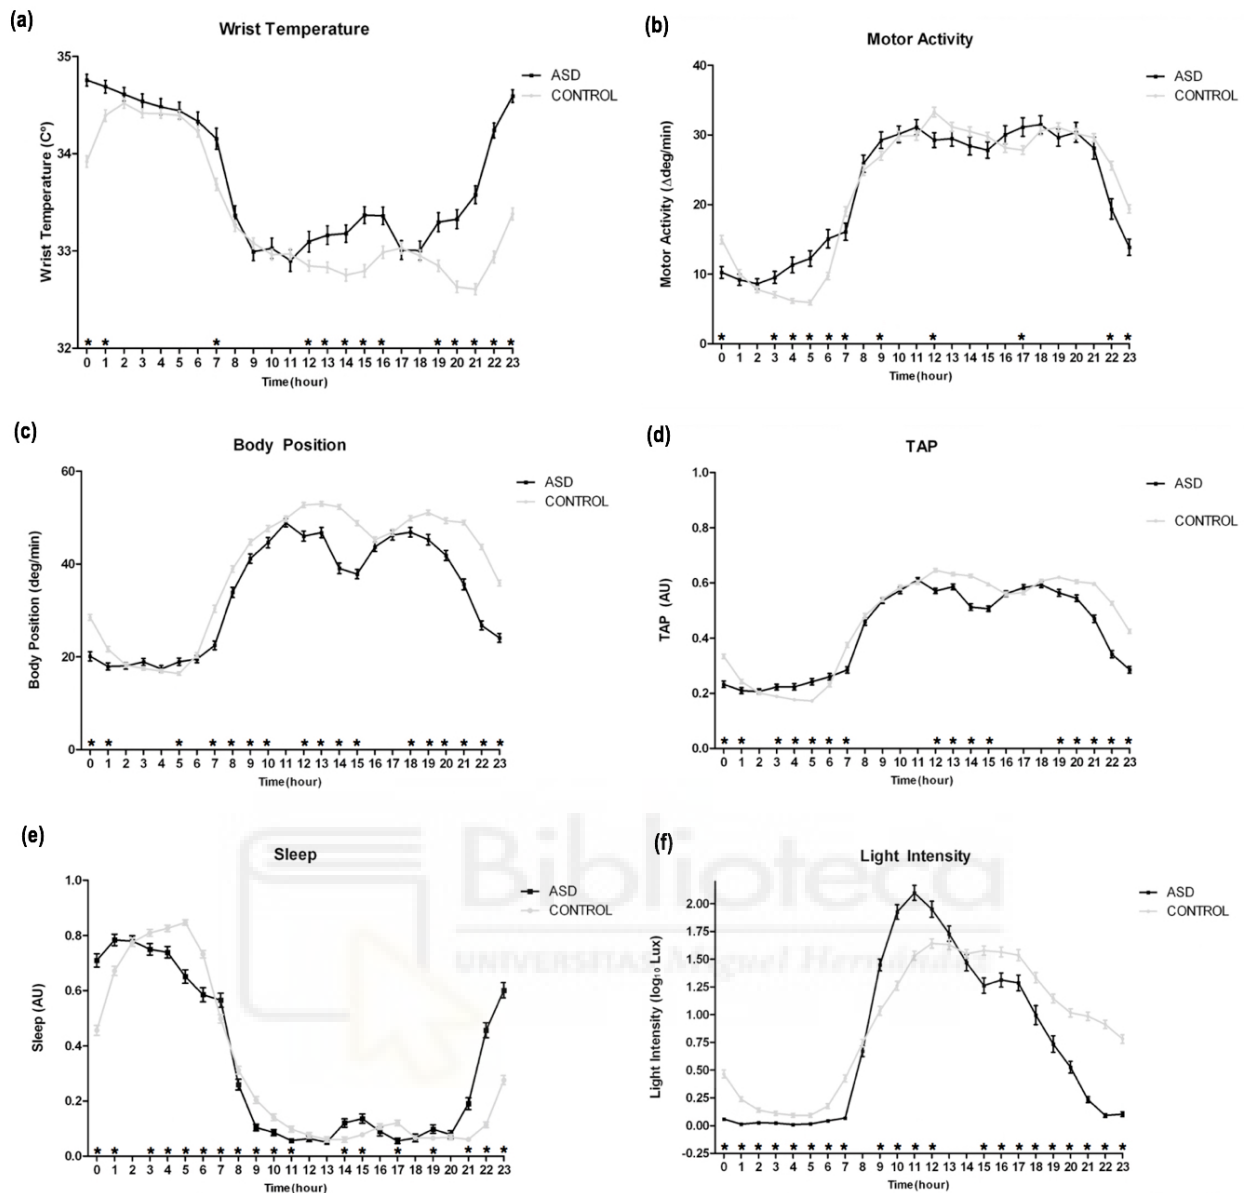 (a)
Wrist Temperature
ASD
CONTROL
Wrist Temperature (Cº)
35
34
33
32
* * * * * * * * * * * * *
0 1 2 3 4 5 6 7 8 9 10 11 12 13 14 15 16 17 18 19 20 21 22 23
Time(hour)
(b)
Motor Activity
ASD
CONTROL
Motor Activity (Δdeg/min)
40
30
20
10
0
* * * * * * * * * * *
0 1 2 3 4 5 6 7 8 9 10 11 12 13 14 15 16 17 18 19 20 21 22 23
Time(hour)
(c)
Body Position
ASD
CONTROL
Body Position (deg/min)
60
40
20
0
* * * * * * * * * * * * * * * * *
0 1 2 3 4 5 6 7 8 9 10 11 12 13 14 15 16 17 18 19 20 21 22 23
Time(hour)
(d)
TAP
ASD
CONTROL
TAP (AU)
1.0
0.8
0.6
0.4
0.2
0.0
* * * * * * * * * * * * * * * *
0 1 2 3 4 5 6 7 8 9 10 11 12 13 14 15 16 17 18 19 20 21 22 23
Time(hour)
(e)
Sleep
ASD
CONTROL
Sleep (AU)
1.0
0.8
0.6
0.4
0.2
0.0
* * * * * * * * * * * * * * * * * *
0 1 2 3 4 5 6 7 8 9 10 11 12 13 14 15 16 17 18 19 20 21 22 23
Time(hour)
(f)
Light Intensity
ASD
CONTROL
Light Intensity (log₁₀ Lux)
2.00
1.75
1.50
1.25
1.00
0.75
0.50
0.25
0.00
-0.25
* * * * * * * * * * * * * * * * * * * * *
0 1 2 3 4 5 6 7 8 9 10 11 12 13 14 15 16 17 18 19 20 21 22 23
Time(hour)
Biblioteca
UNIVERSITAS Miguel Hernández